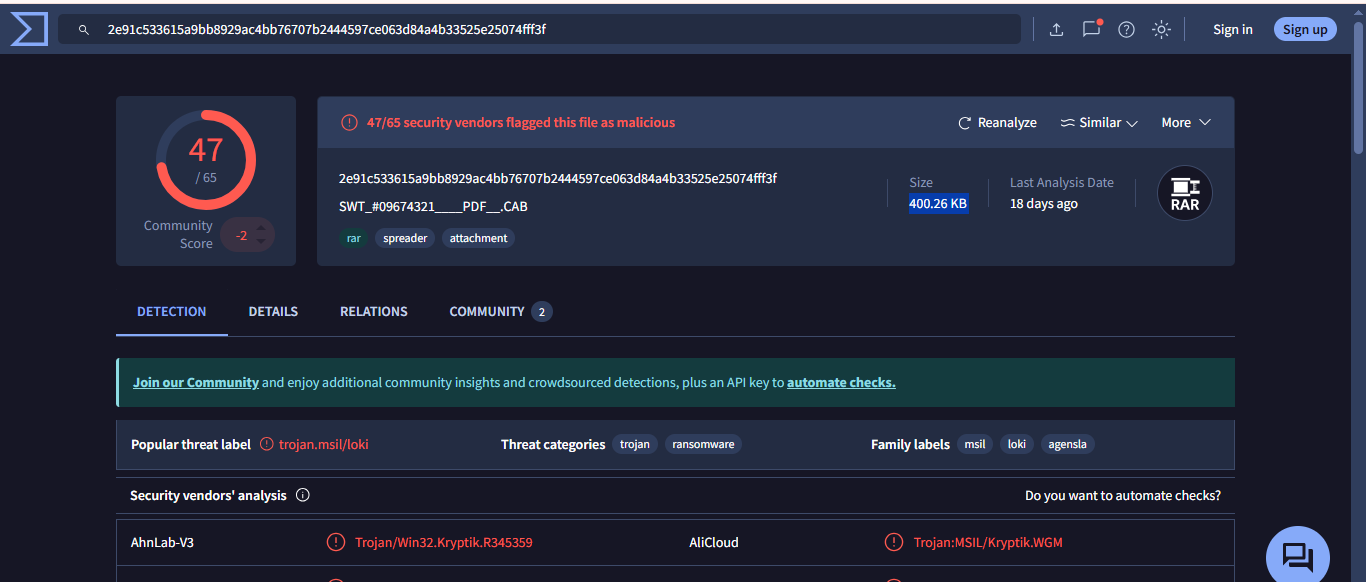 2e91c533615a9bb8929ac4bb76707b2444597ce063d84a4b33525e25074fff3f
Sign in
Sign up
47
/ 65
Community
Score
-2
47/65 security vendors flagged this file as malicious
Reanalyze
Similar
More
2e91c533615a9bb8929ac4bb76707b2444597ce063d84a4b33525e25074fff3f
SWT_#09674321____PDF__.CAB
rar
spreader
attachment
Size
400.26 KB
Last Analysis Date
18 days ago
RAR
DETECTION
DETAILS
RELATIONS
COMMUNITY 2
Join our Community and enjoy additional community insights and crowdsourced detections, plus an API key to automate checks.
Popular threat label trojan.msil/loki
Threat categories trojan ransomware
Family labels msil loki agensla
Security vendors' analysis
Do you want to automate checks?
AhnLab-V3
Trojan/Win32.Kryptik.R345359
AliCloud
Trojan:MSIL/Kryptik.WGM